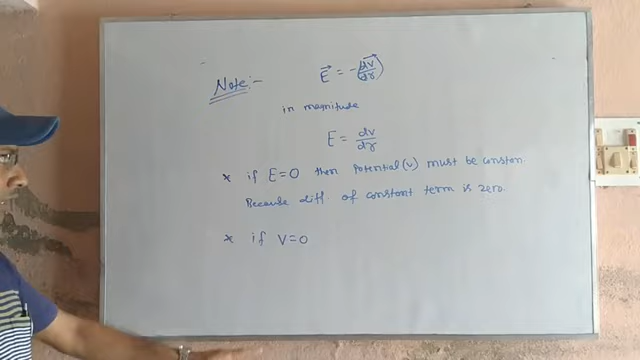 Note:-
E⃗ = -(dv⃗/dr)
in magnitude
E = dv/dr
* if E=0 then Potential(v) must be constan
Because diff. of constant term is zero.
* if V=0